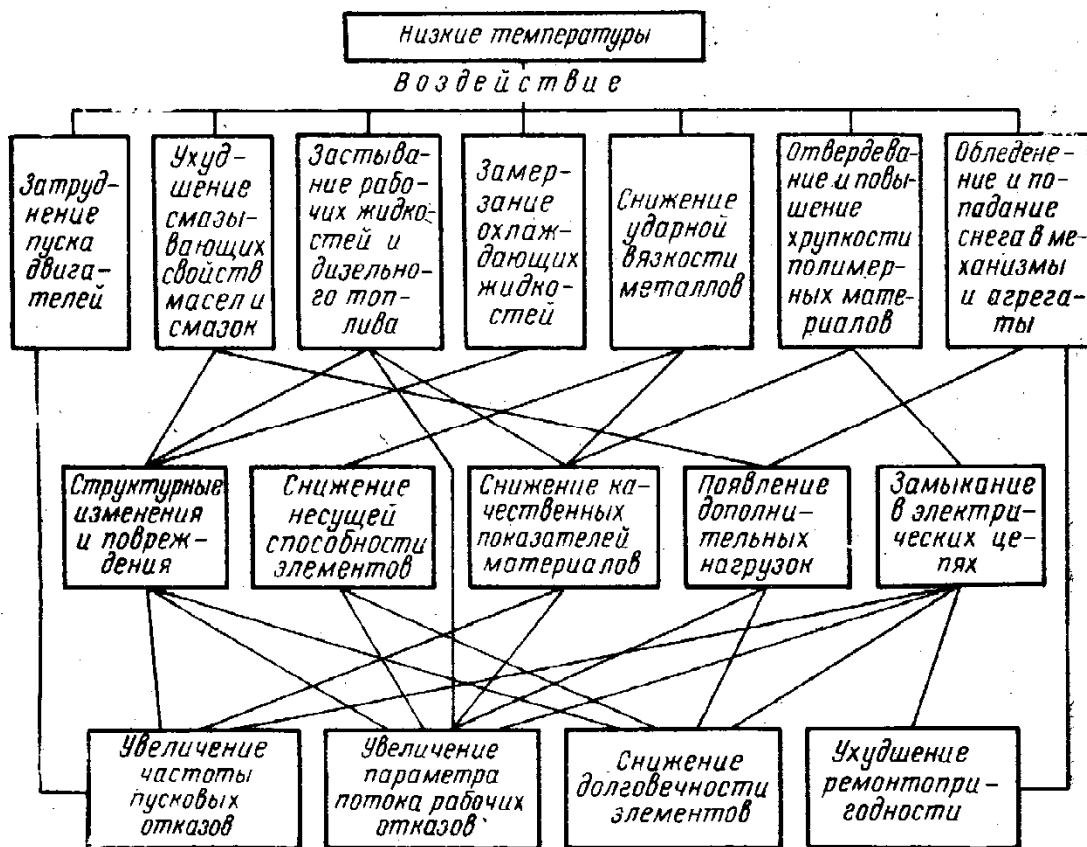 Низкие температуры
Воздействие
Затруд-
нение
пуска
двига-
телей
Ухуд-
шение
смазы-
вающих
свойств
масел и
смазок
Застыва-
ние рабо-
чих жидко-
стей и
дизельно-
го топ-
лива
Замер-
зание
охлаж-
дающих
жидко-
стей
Снижение
ударной
вязкости
металлов
Отвердева-
ние и повы-
шение
хрупкости
полимер-
ных мате-
риалов
Обледене-
ние и по-
падание
снега в ме-
ханизмы
и агрега-
ты
Структурные
изменения
и повреж-
дения
Снижение
несущей
способности
элементов
Снижение ка-
чественных
показателей
материалов
Появление
дополни-
тельных
нагрузок
Замыкание
в электри-
ческих це-
пях
Увеличение
частоты
пусковых
отказов
Увеличение
параметра
потока рабочих
отказов
Снижение
долговечности
элементов
Ухудшение
ремонтопри-
годности